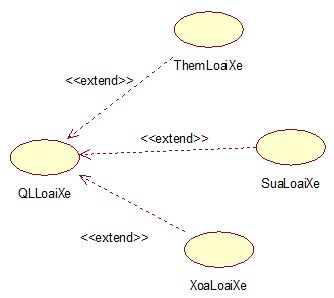 ThemLoaiXe
<<extend>>
<<extend>>
QLLoaiXe
SuaLoaiXe
<<extend>>
XoaLoaiXe